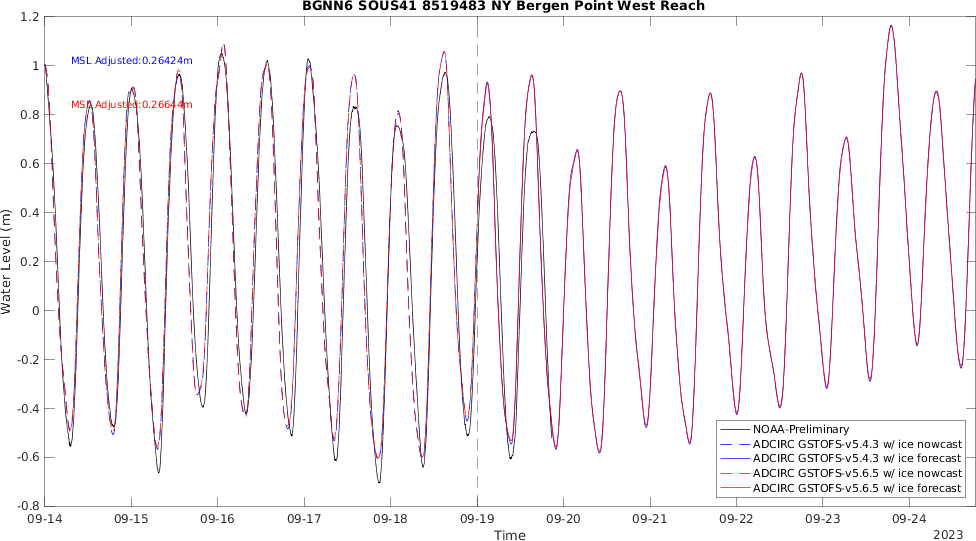 BGNN6 SOUS41 8519483 NY Bergen Point West Reach
1.2
1
0.8
0.6
0.4
0.2
0
-0.2
-0.4
-0.6
-0.8
Water Level (m)
MSL Adjusted:0.26424m
MSL Adjusted:0.26644m
NOAA-Preliminary
ADCIRC GSTOFS-v5.4.3 w/ ice nowcast
ADCIRC GSTOFS-v5.4.3 w/ ice forecast
ADCIRC GSTOFS-v5.6.5 w/ ice nowcast
ADCIRC GSTOFS-v5.6.5 w/ ice forecast
09-14 09-15 09-16 09-17 09-18 09-19 09-20 09-21 09-22 09-23 09-24
Time
2023